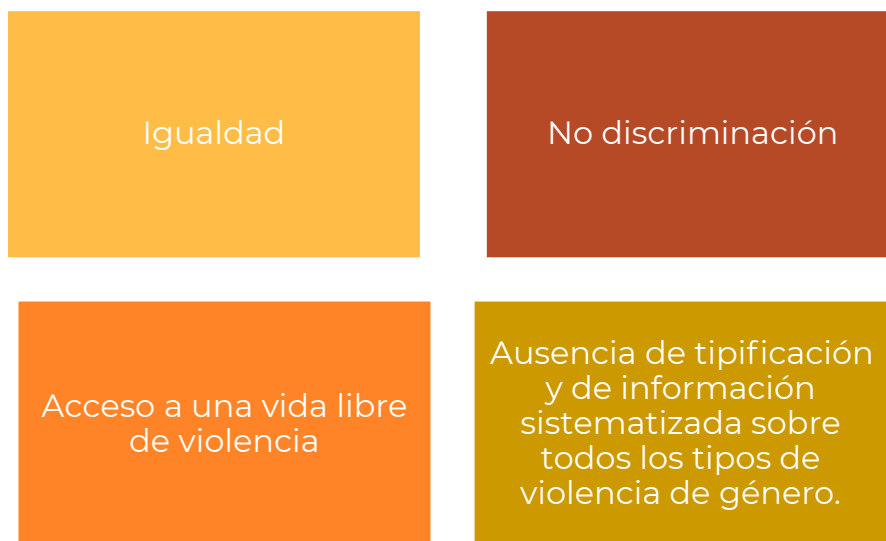 Igualdad
No discriminación
Acceso a una vida libre
de violencia
Ausencia de tipificación
y de información
sistematizada sobre
todos los tipos de
violencia de género.